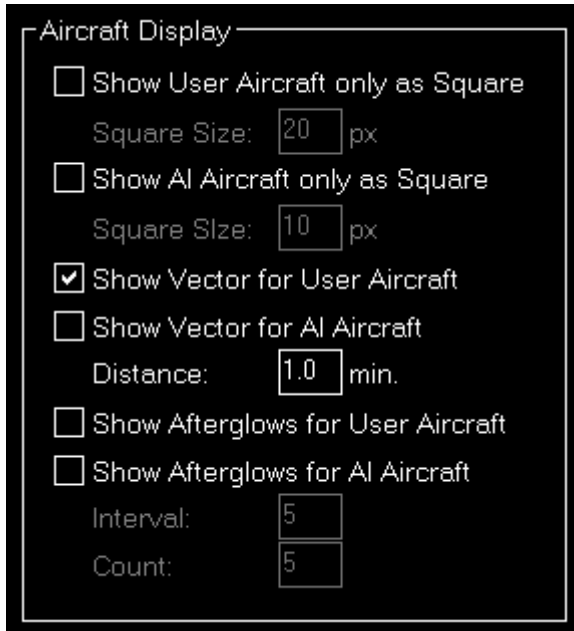 Aircraft Display
Show User Aircraft only as Square
Square Size: 20 px
Show AI Aircraft only as Square
Square SIze: 10 px
Show Vector for User Aircraft
Show Vector for AI Aircraft
Distance: 1.0 min.
Show Afterglows for User Aircraft
Show Afterglows for AI Aircraft
Interval: 5
Count: 5